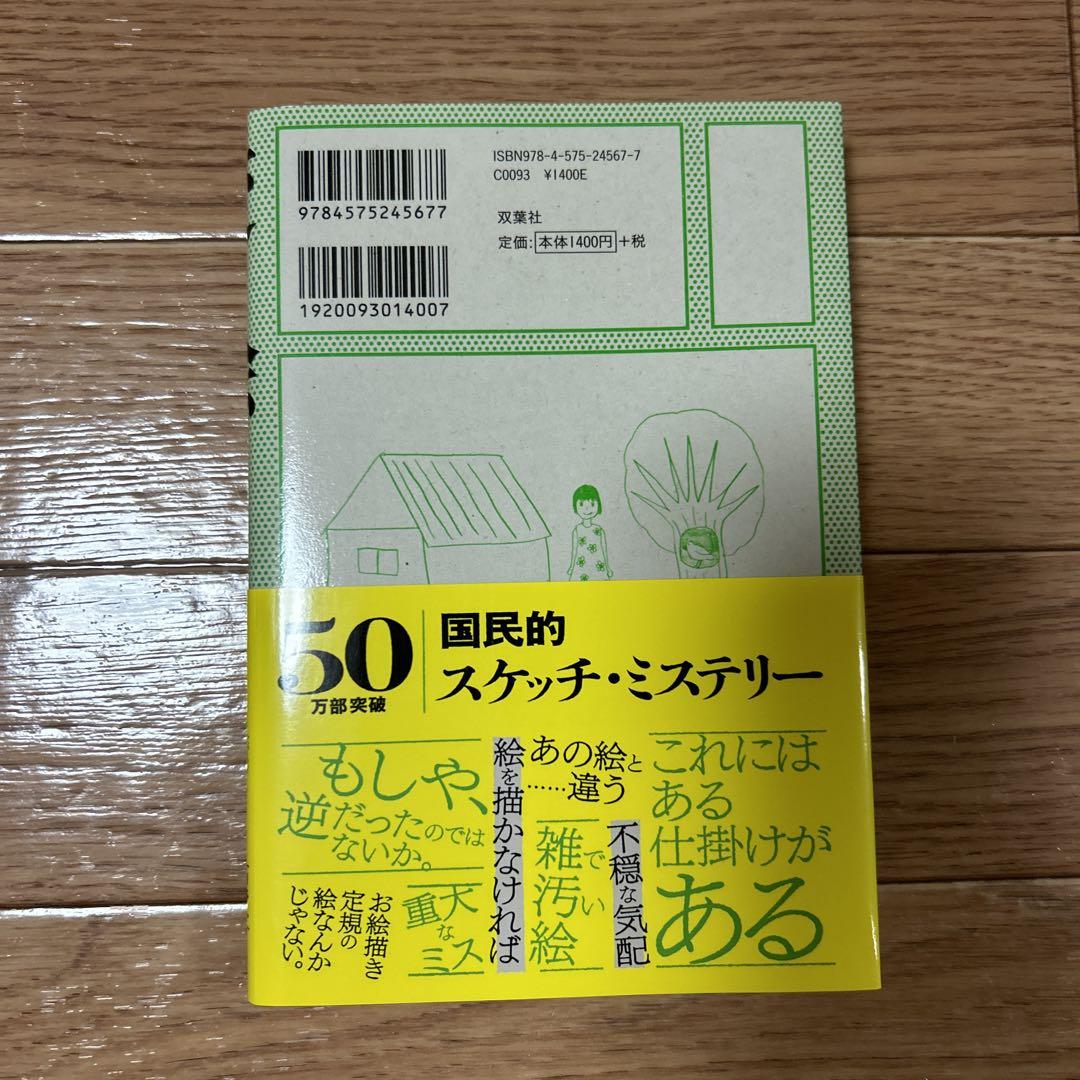 9784575245677
1920093014007
ISBN978-4-575-24567-7
C0093 ¥1400E
双葉社
定価:本体1400円+税
50
万部突破
国民的
スケッチ・ミステリー
これには
ある
仕掛けが
ある
あの絵と
……違う
不穏な気配
雑で
汚い
絵
絵を描かなければ
もしや、
逆だったのでは
ないか。
重大な
ミス
お絵描き
定規の
絵なんか
じゃない。